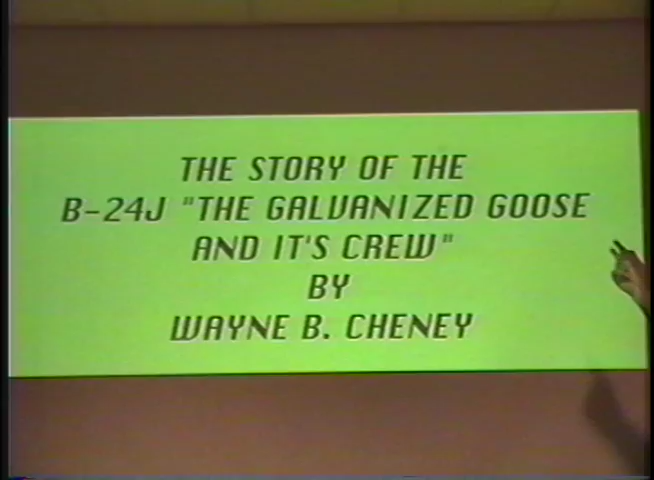 THE STORY OF THE
B-24J "THE GALVANIZED GOOSE
AND IT'S CREW"
BY
WAYNE B. CHENEY